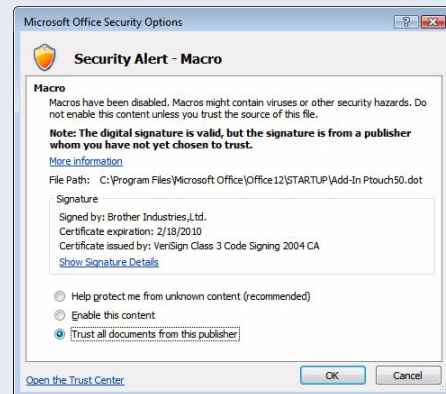 Microsoft Office Security Options
Security Alert - Macro
Macro
Macros have been disabled. Macros might contain viruses or other security hazards. Do
not enable this content unless you trust the source of this file.
Note: The digital signature is valid, but the signature is from a publisher
whom you have not yet chosen to trust.
More information
File Path: C:\Program Files\Microsoft Office\Office12\STARTUP\Add-In Ptouch50.dot
Signature
Signed by: Brother Industries,Ltd.
Certificate expiration: 2/18/2010
Certificate issued by: VeriSign Class 3 Code Signing 2004 CA
Show Signature Details
Help protect me from unknown content (recommended)
Enable this content
Trust all documents from this publisher
Open the Trust Center
OK
Cancel